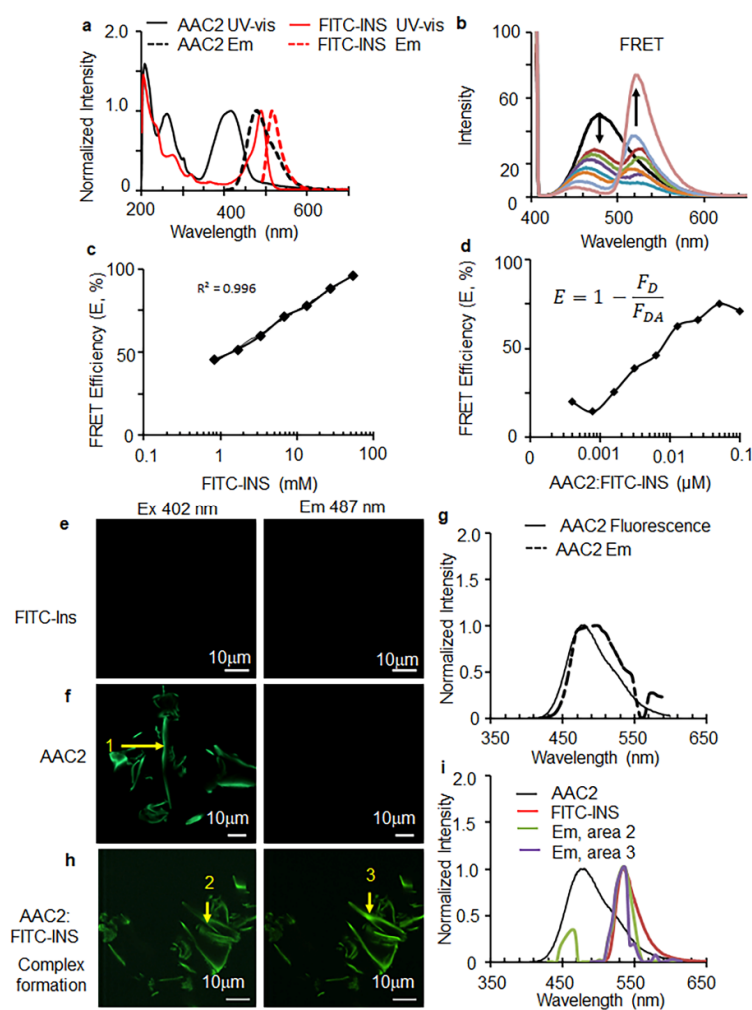 a
AAC2 UV-vis
FITC-INS UV-vis
AAC2 Em
FITC-INS Em
Normalized Intensity
2.0
1.0
0
200 400 600
Wavelength (nm)
b
FRET
Intensity
100
80
60
40
20
0
400 500 600
Wavelength (nm)
c
FRET Efficiency (E, %)
100
50
0
R² = 0.996
0.1 1 10 100
FITC-INS (mM)
d
FRET Efficiency (E, %)
100
50
0
E = 1 − F_D / F_DA
0 0.001 0.01 0.1
AAC2:FITC-INS (µM)
Ex 402 nm
Em 487 nm
e
FITC-Ins
10µm
10µm
f
AAC2
1
10µm
10µm
g
AAC2 Fluorescence
AAC2 Em
Normalized Intensity
2.0
1.5
1.0
0.5
0
350 450 550 650
Wavelength (nm)
h
AAC2:
FITC-INS
Complex
formation
2
10µm
3
10µm
i
AAC2
FITC-INS
Em, area 2
Em, area 3
Normalized Intensity
2.0
1.5
1.0
0.5
0
350 450 550 650
Wavelength (nm)